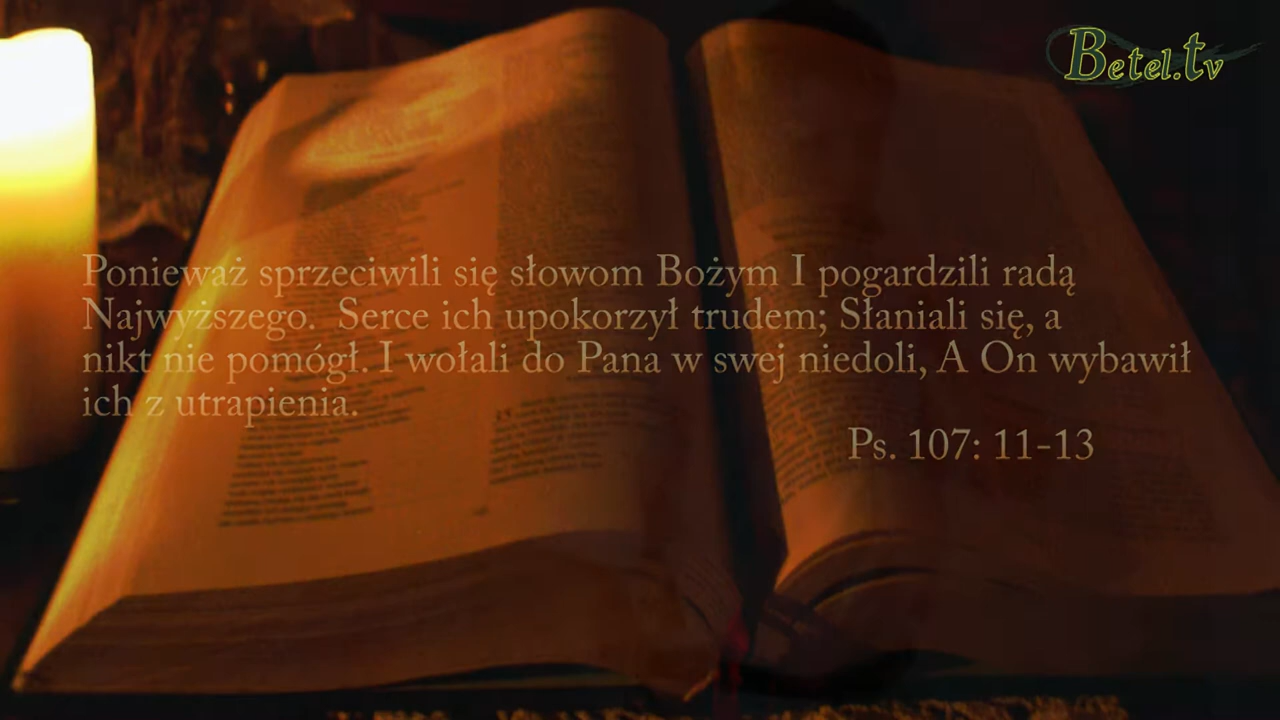 Betel.tv
Ponieważ sprzeciwili się słowom Bożym I pogardzili radą
Najwyższego. Serce ich upokorzył trudem; Słaniali się, a
nikt nie pomógł. I wołali do Pana w swej niedoli, A On wybawił
ich z utrapienia.
Ps. 107: 11-13